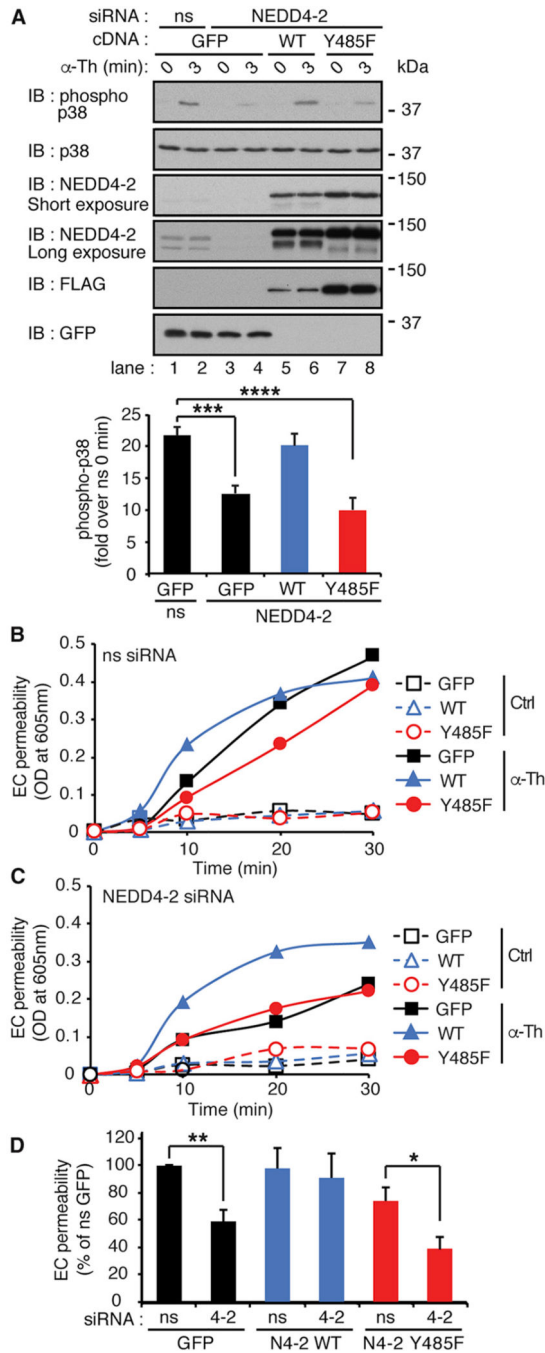 A
siRNA : ns NEDD4-2
cDNA: GFP WT Y485F
α-Th (min): 0 3 0 3 0 3 0 3 kDa
IB : phospho p38 - 37
IB : p38 - 37
IB : NEDD4-2 Short exposure - 150
IB : NEDD4-2 Long exposure - 150
IB : FLAG - 150
IB : GFP - 37
lane : 1 2 3 4 5 6 7 8
phospho-p38
(fold over ns 0 min)
25
20
15
10
5
0
***
****
GFP GFP WT Y485F
ns NEDD4-2
B
ns siRNA
EC permeability
(OD at 605nm)
0.5
0.4
0.3
0.2
0.1
0
0 10 20 30
Time (min)
GFP
WT
Y485F
Ctrl
GFP
WT
Y485F
α-Th
C
NEDD4-2 siRNA
EC permeability
(OD at 605nm)
0.5
0.4
0.3
0.2
0.1
0
0 10 20 30
Time (min)
GFP
WT
Y485F
Ctrl
GFP
WT
Y485F
α-Th
D
EC permeability
(% of ns GFP)
120
100
80
60
40
20
0
**
*
siRNA : ns 4-2 ns 4-2 ns 4-2
GFP N4-2 WT N4-2 Y485F